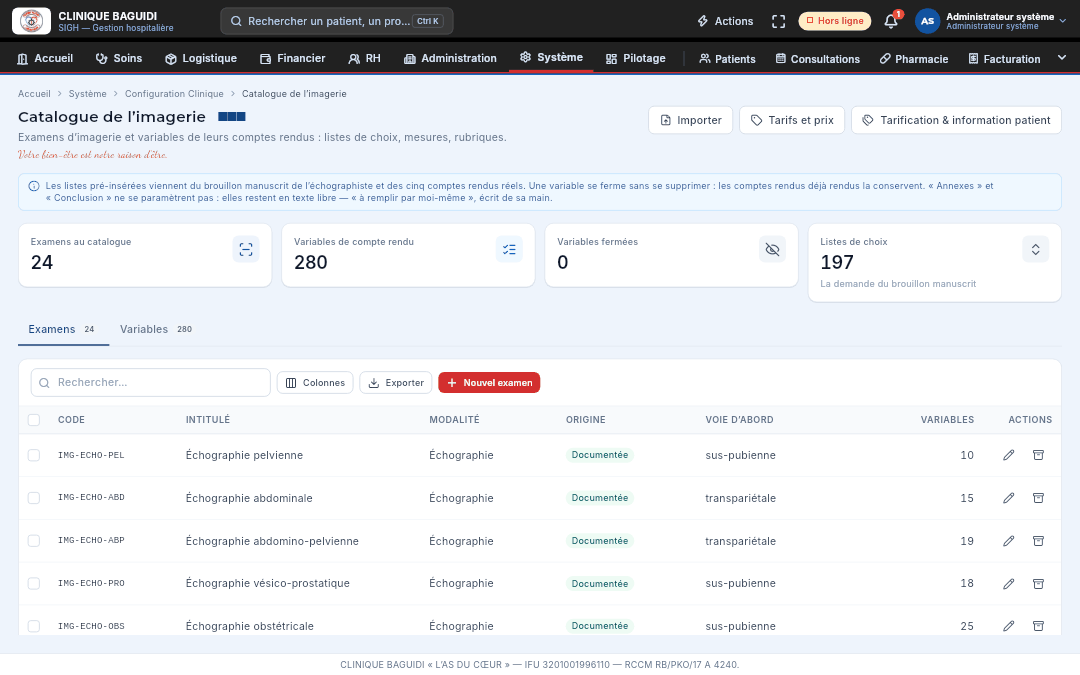 CLINIQUE BAGUIDI
SIGH — Gestion hospitalière
Rechercher un patient, un pro... Ctrl K
Actions
Hors ligne
1
AS
Administrateur système
Administrateur système
Accueil Soins Logistique Financier RH Administration Système Pilotage Patients Consultations Pharmacie Facturation
Accueil > Système > Configuration Clinique > Catalogue de l'imagerie
Catalogue de l'imagerie
Examens d'imagerie et variables de leurs comptes rendus : listes de choix, mesures, rubriques.
Votre bien-être est notre raison d'être.
Importer Tarifs et prix Tarification & information patient
Les listes pré-insérées viennent du brouillon manuscrit de l'échographiste et des cinq comptes rendus réels. Une variable se ferme sans se supprimer : les comptes rendus déjà rendus la conservent. « Annexes » et
« Conclusion » ne se paramètrent pas : elles restent en texte libre — « à remplir par moi-même », écrit de sa main.
Examens au catalogue
24
Variables de compte rendu
280
Variables fermées
0
Listes de choix
197
La demande du brouillon manuscrit
Examens 24 Variables 280
Rechercher... Colonnes Exporter + Nouvel examen
CODE INTITULÉ MODALITÉ ORIGINE VOIE D'ABORD VARIABLES ACTIONS
IMG-ECHO-PEL Échographie pelvienne Échographie Documentée sus-pubienne 10
IMG-ECHO-ABD Échographie abdominale Échographie Documentée transpariétale 15
IMG-ECHO-ABP Échographie abdomino-pelvienne Échographie Documentée transpariétale 19
IMG-ECHO-PRO Échographie vésico-prostatique Échographie Documentée sus-pubienne 18
IMG-ECHO-OBS Échographie obstétricale Échographie Documentée sus-pubienne 25
CLINIQUE BAGUIDI « L'AS DU CŒUR » — IFU 3201001996110 — RCCM RB/PKO/17 A 4240.